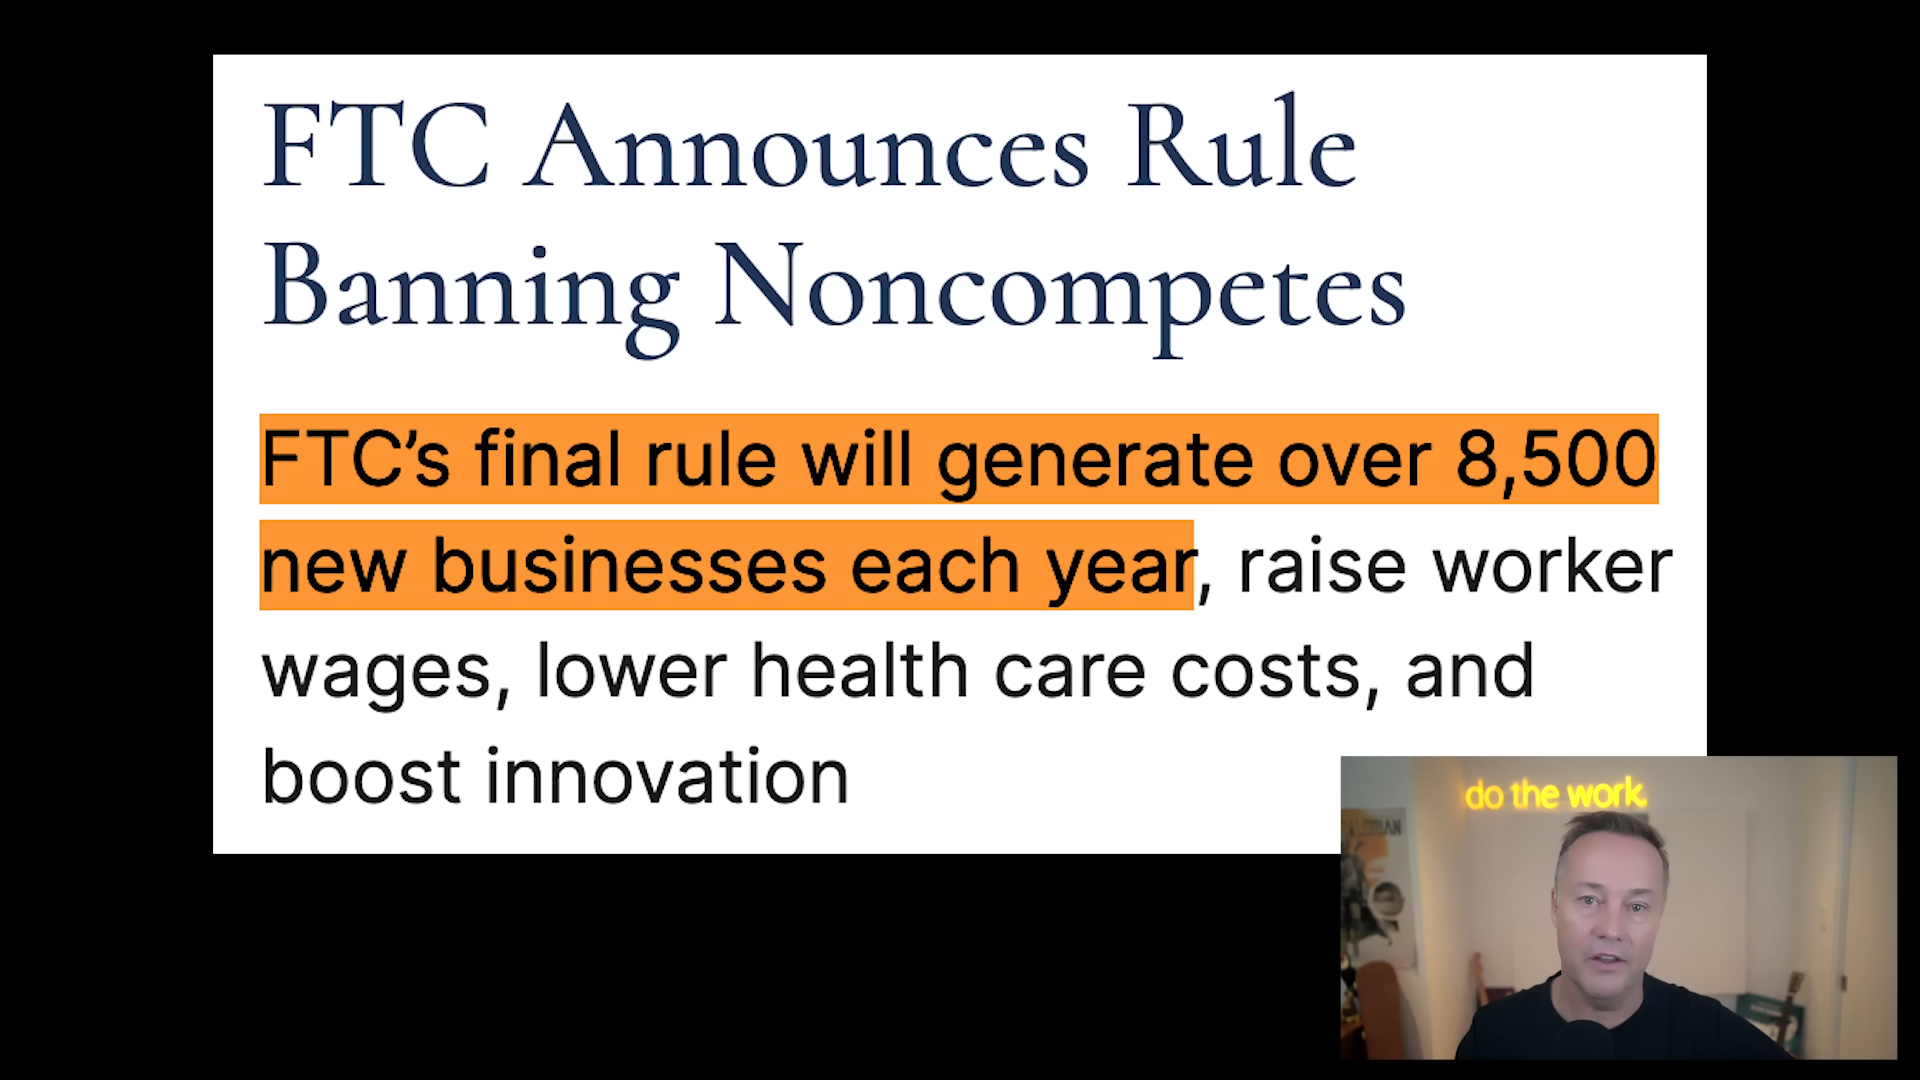 FTC Announces Rule
Banning Noncompetes
FTC’s final rule will generate over 8,500
new businesses each year, raise worker
wages, lower health care costs, and
boost innovation
do the work.